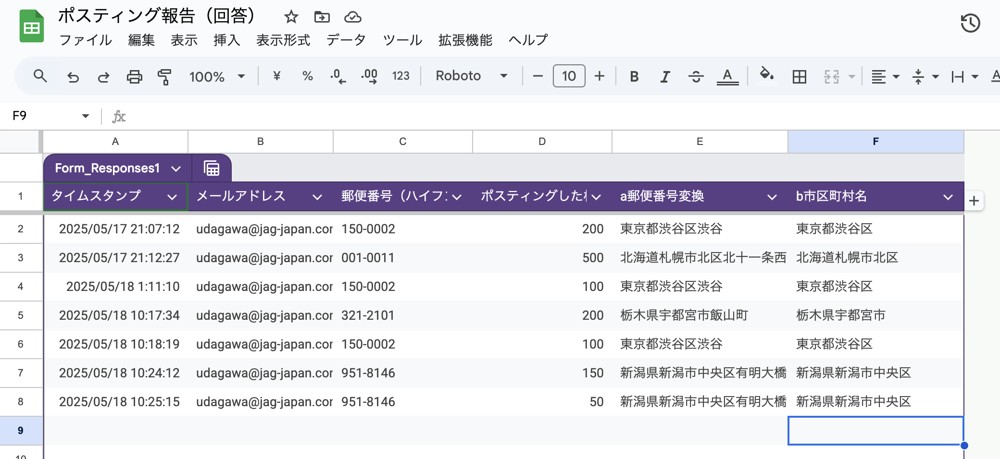 ポスティング報告（回答）
ファイル 編集 表示 挿入 表示形式 データ ツール 拡張機能 ヘルプ
100% ¥ % .0 .00 123 Roboto 10 B I A
F9 fx
A B C D E F
Form_Responses1
1 タイムスタンプ メールアドレス 郵便番号（ハイフ ポスティングした a郵便番号変換 b市区町村名
2 2025/05/17 21:07:12 udagawa@jag-japan.cor 150-0002 200 東京都渋谷区渋谷 東京都渋谷区
3 2025/05/17 21:12:27 udagawa@jag-japan.cor 001-0011 500 北海道札幌市北区北十一条西 北海道札幌市北区
4 2025/05/18 1:11:10 udagawa@jag-japan.cor 150-0002 100 東京都渋谷区渋谷 東京都渋谷区
5 2025/05/18 10:17:34 udagawa@jag-japan.cor 321-2101 200 栃木県宇都宮市飯山町 栃木県宇都宮市
6 2025/05/18 10:18:19 udagawa@jag-japan.cor 150-0002 100 東京都渋谷区渋谷 東京都渋谷区
7 2025/05/18 10:24:12 udagawa@jag-japan.cor 951-8146 150 新潟県新潟市中央区有明大橋 新潟県新潟市中央区
8 2025/05/18 10:25:15 udagawa@jag-japan.cor 951-8146 50 新潟県新潟市中央区有明大橋 新潟県新潟市中央区
9
10